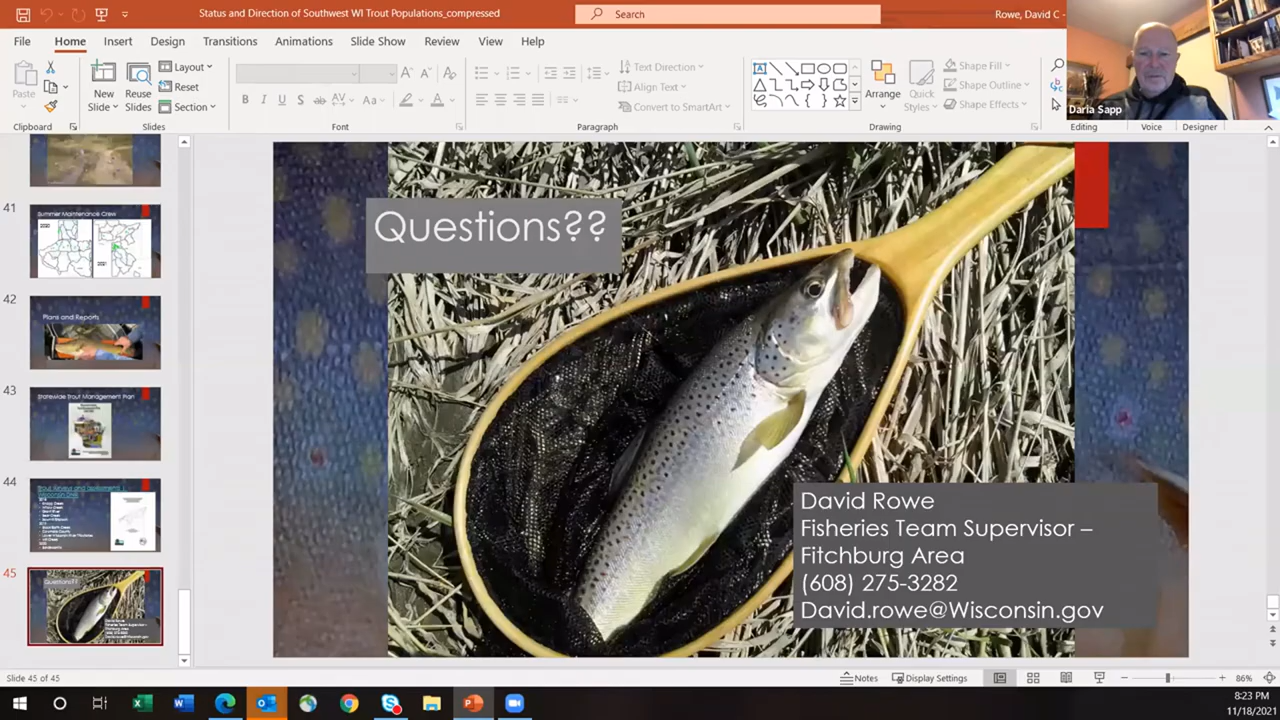 Status and Direction of Southwest WI Trout Populations_compressed
Search
Rowe, David C -
Daria Sapp
File Home Insert Design Transitions Animations Slide Show Review View Help
Paste
New Slide
Reuse Slides
Layout
Reset
Section
Text Direction
Align Text
Convert to SmartArt
Arrange
Quick Styles
Shape Fill
Shape Outline
Shape Effects
Clipboard Slides Font Paragraph Drawing Editing Voice Designer
41
Summer Maintenance Crew
42
Plans and Reports
43
Statewide Trout Management Plan
44
45
Questions??
David Rowe
Fisheries Team Supervisor –
Fitchburg Area
(608) 275-3282
David.rowe@Wisconsin.gov
Slide 45 of 45
Notes
Display Settings
86%
8:23 PM
11/18/2021